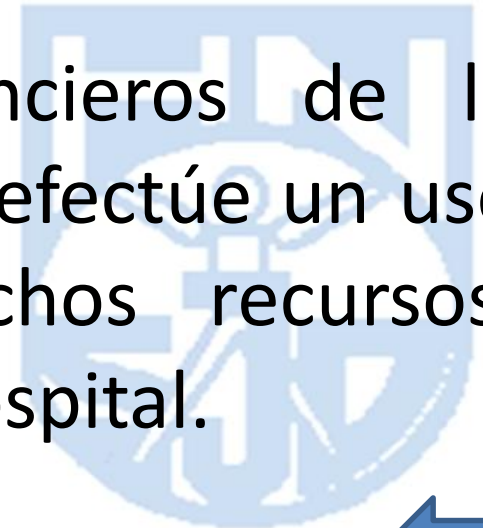 ncieros de l
efectúe un us
chos recursos
spital.